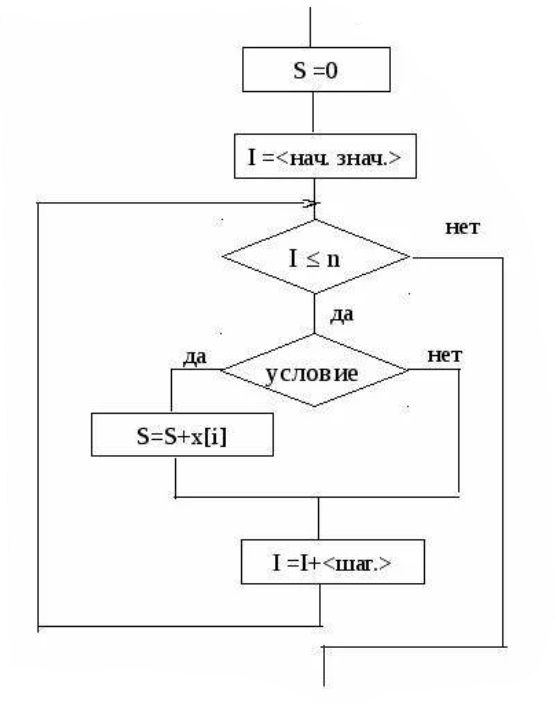 S =0
I =<нач. знач.>
нет
I ≤ n
да
да
нет
условие
S=S+x[i]
I =I+<шаг.>